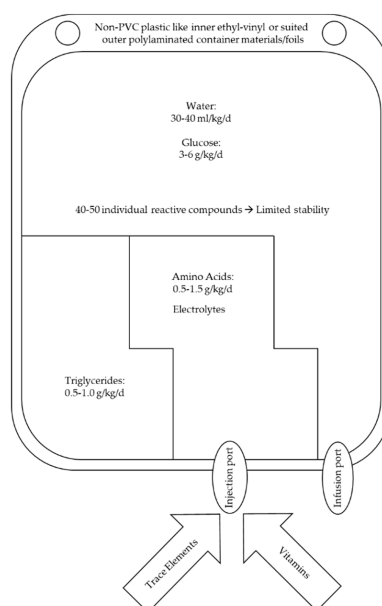 Non-PVC plastic like inner ethyl-vinyl or suited
outer polylaminated container materials/foils
Water:
30-40 ml/kg/d
Glucose:
3-6 g/kg/d
40-50 individual reactive compounds → Limited stability
Amino Acids:
0.5-1.5 g/kg/d
Electrolytes
Triglycerides:
0.5-1.0 g/kg/d
Injection port
Infusion port
Trace Elements
Vitamins